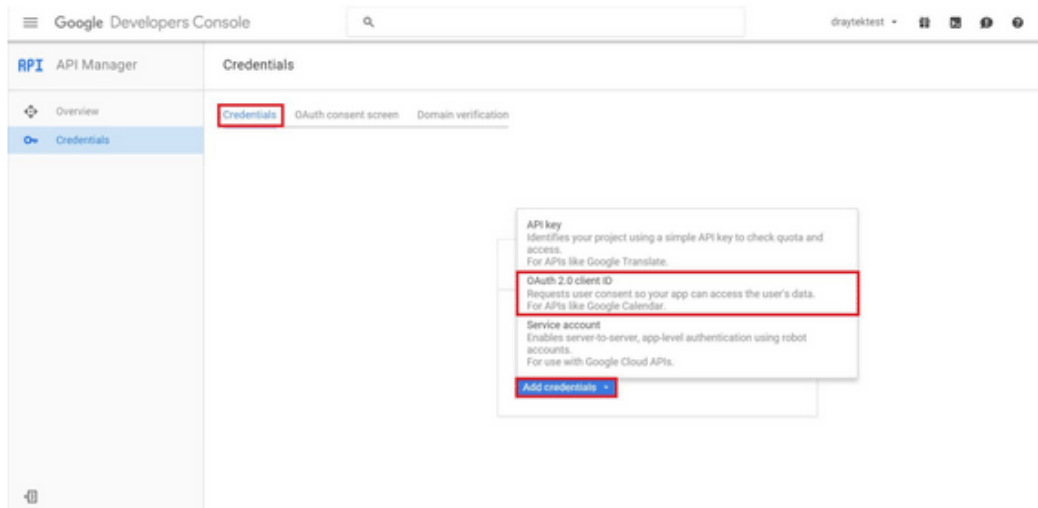 Google Developers Console
draytektest
API API Manager
Credentials
Overview
Credentials
Credentials OAuth consent screen Domain verification
API key
Identifies your project using a simple API key to check quota and
access.
For APIs like Google Translate.
OAuth 2.0 client ID
Requests user consent so your app can access the user's data.
For APIs like Google Calendar.
Service account
Enables server-to-server, app-level authentication using robot
accounts.
For use with Google Cloud APIs.
Add credentials